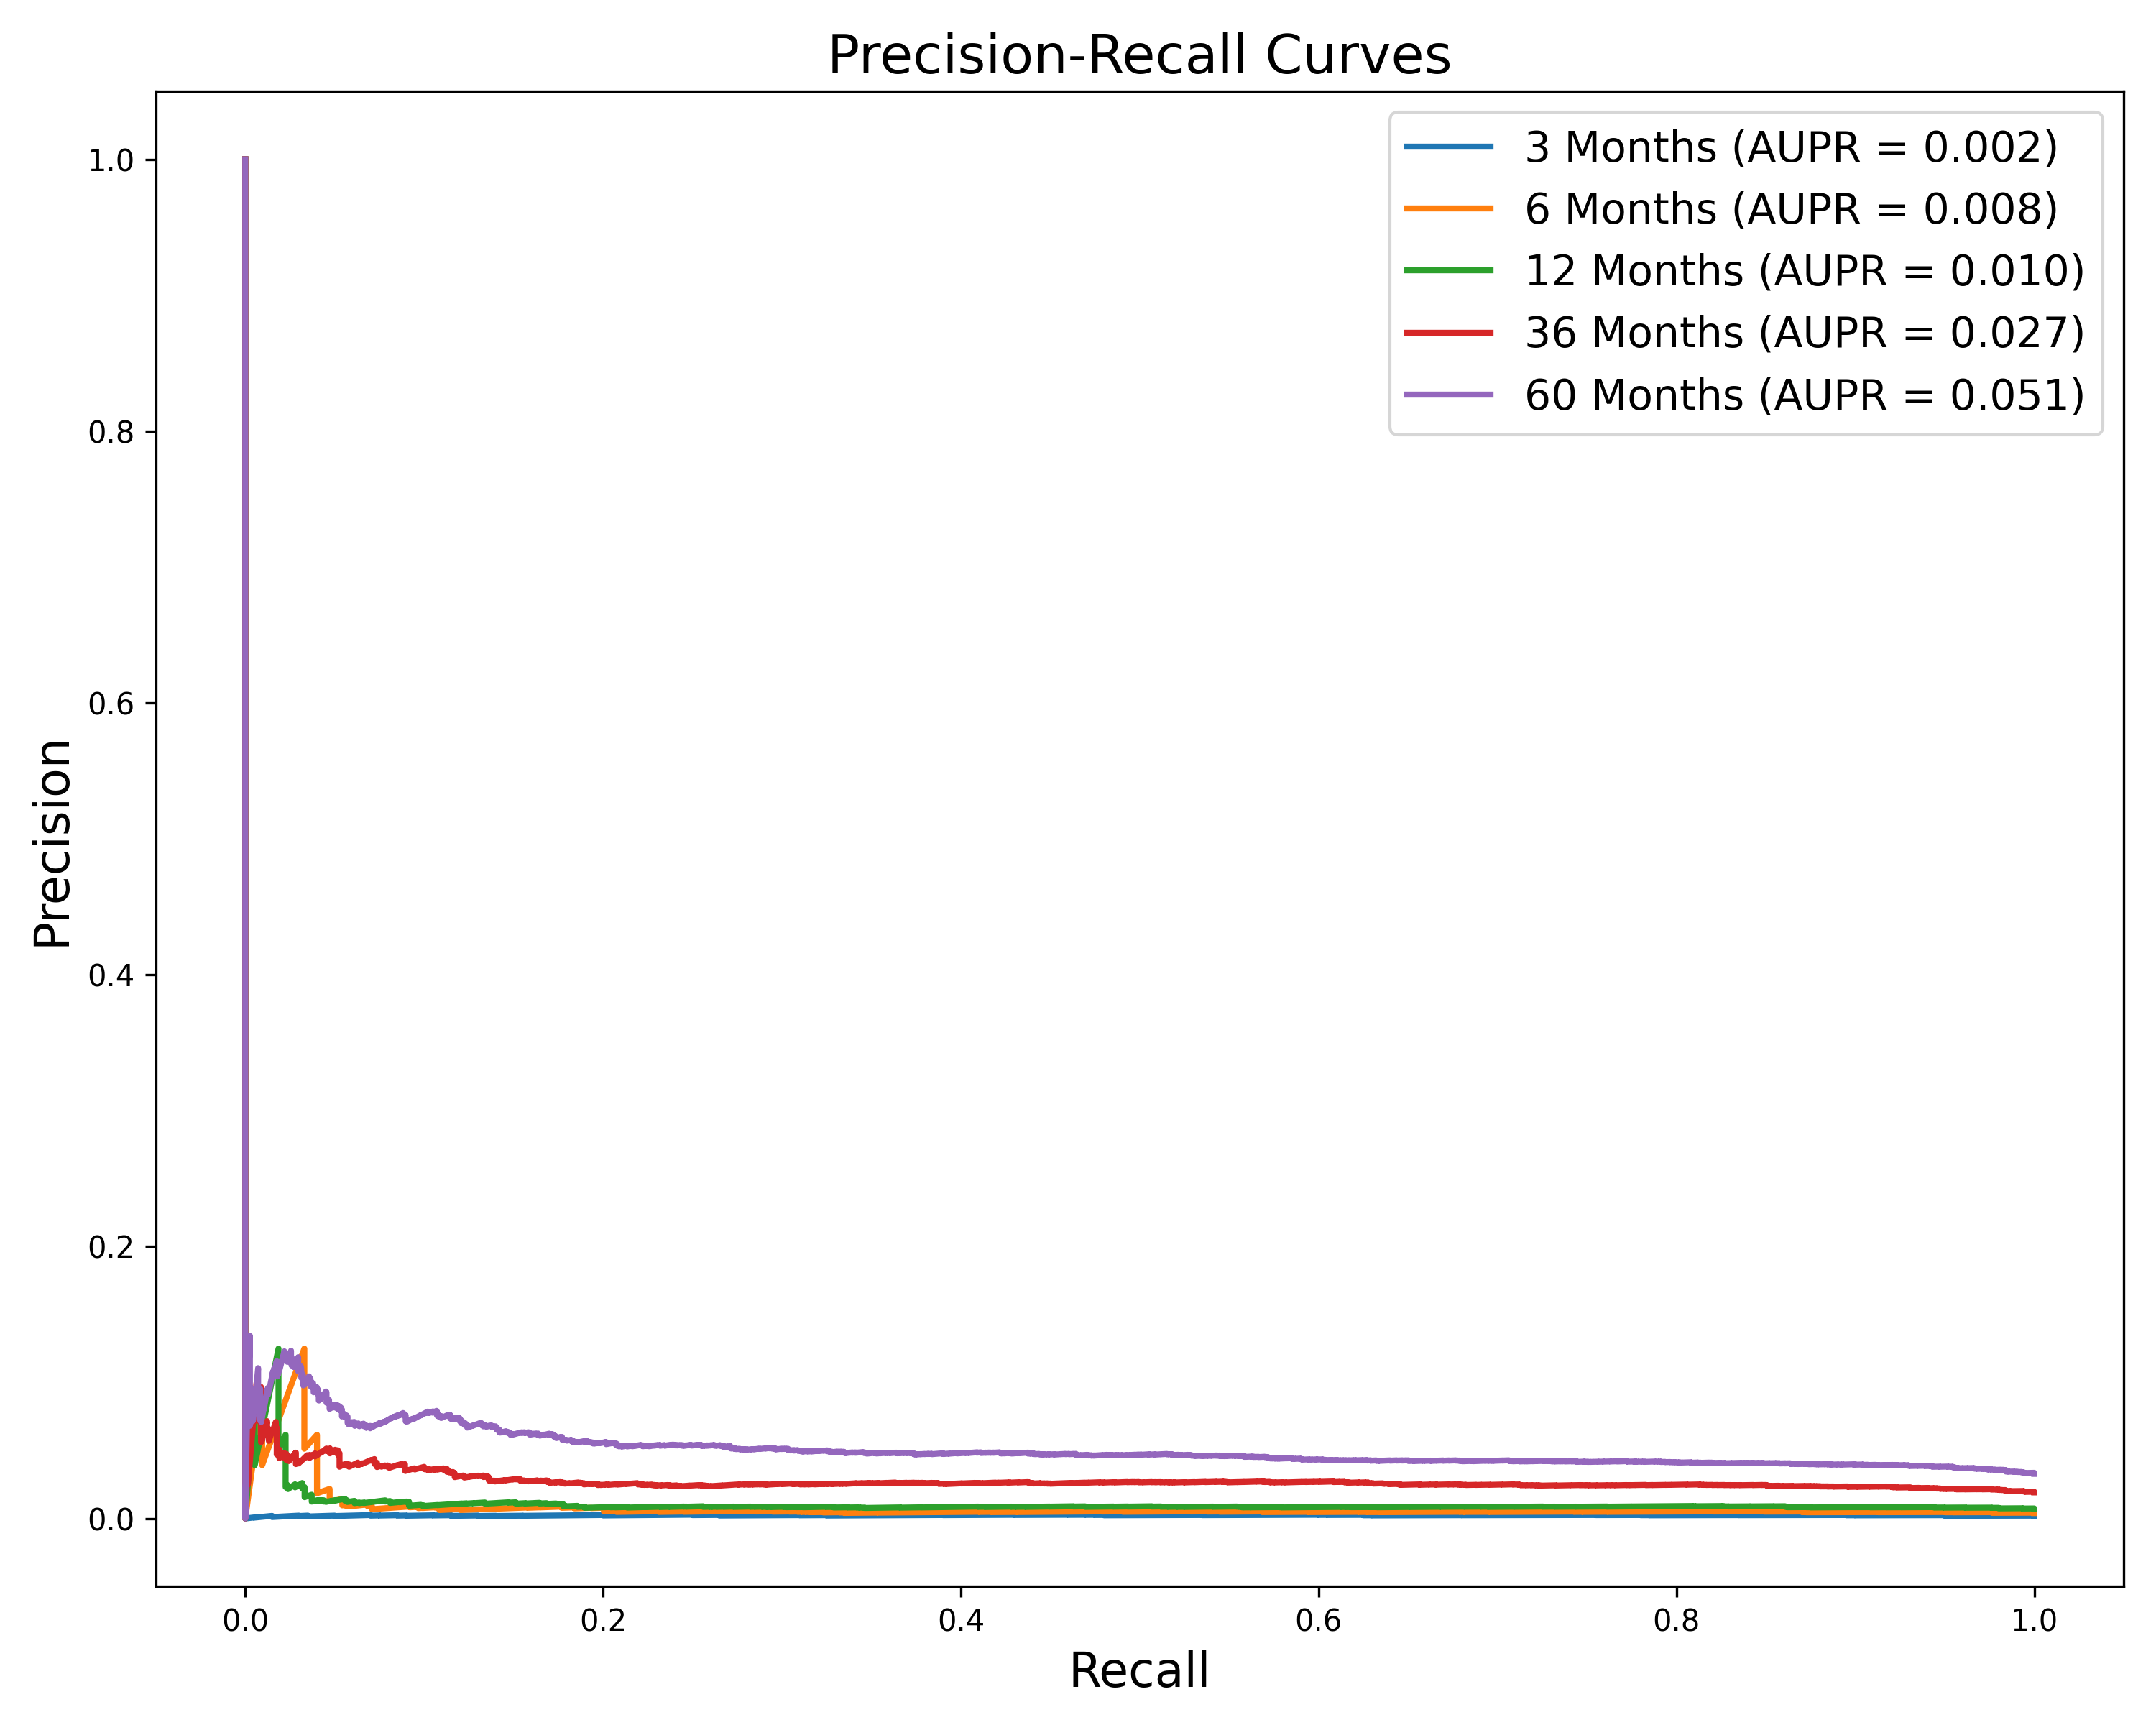 Precision-Recall Curves
3 Months (AUPR = 0.002)
6 Months (AUPR = 0.008)
12 Months (AUPR = 0.010)
36 Months (AUPR = 0.027)
60 Months (AUPR = 0.051)
Precision
1.0
0.8
0.6
0.4
0.2
0.0
0.0 0.2 0.4 0.6 0.8 1.0
Recall